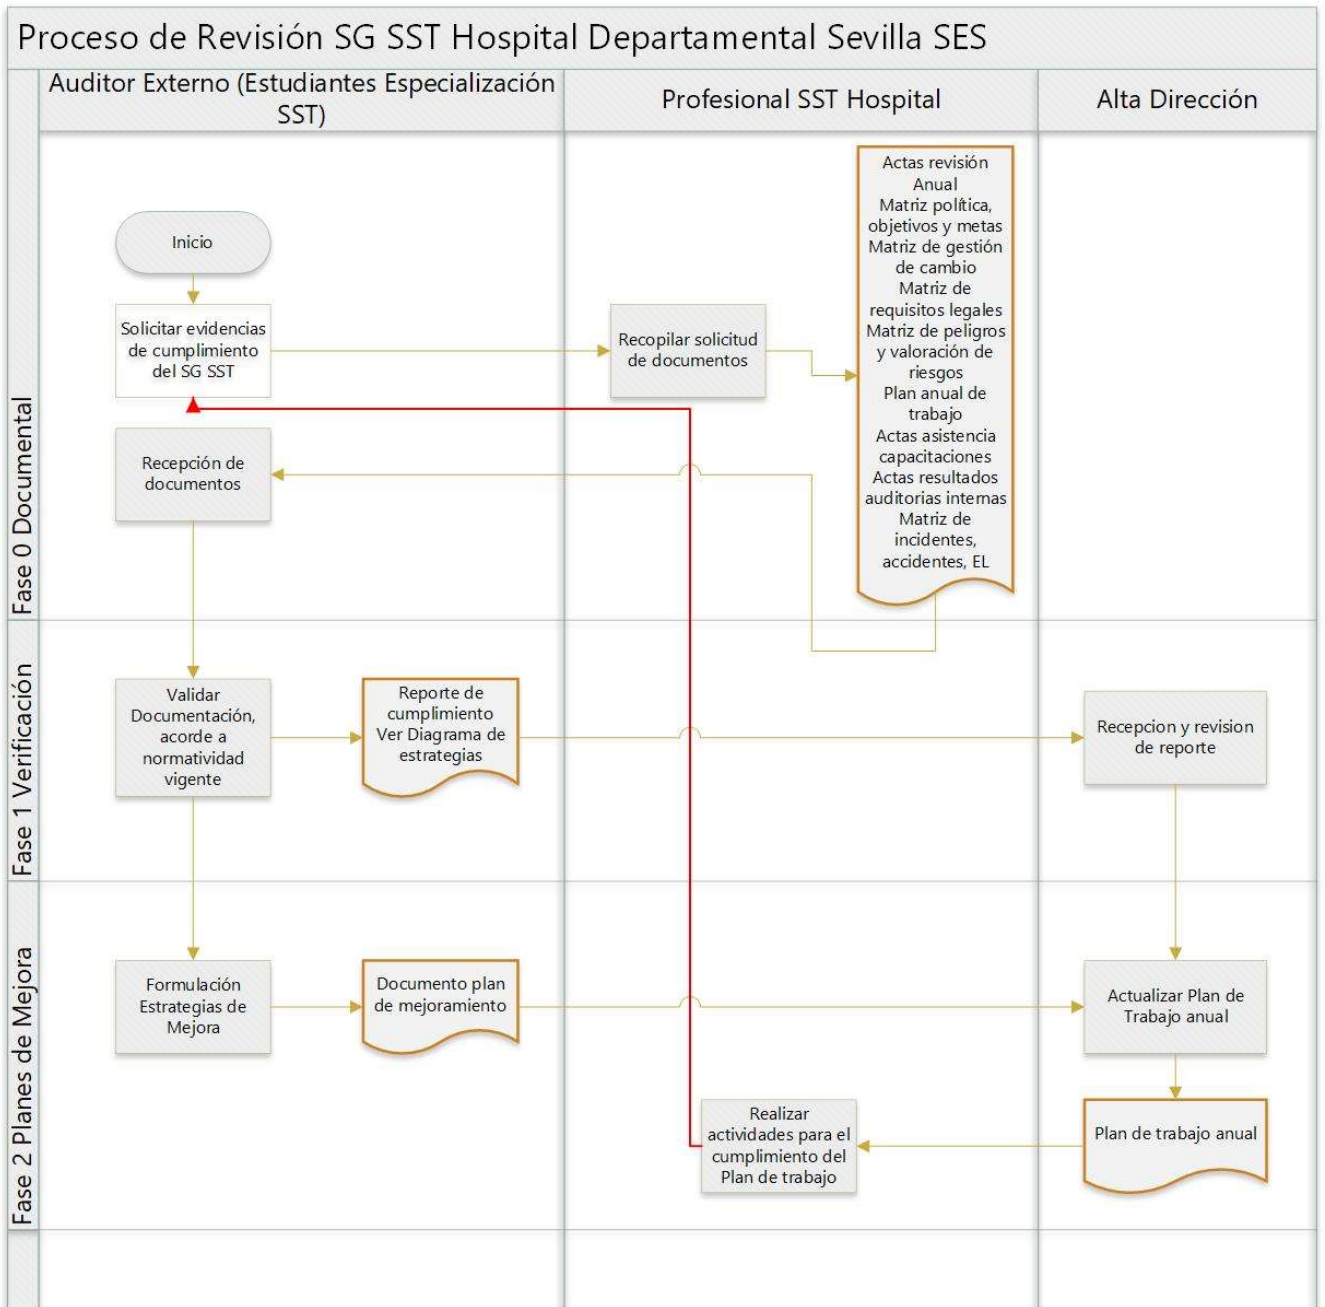 Proceso de Revisión SG SST Hospital Departamental Sevilla SES
Auditor Externo (Estudiantes Especialización
SST)
Profesional SST Hospital
Alta Dirección
Fase 0 Documental
Inicio
Solicitar evidencias
de cumplimiento
del SG SST
Recopilar solicitud
de documentos
Actas revisión
Anual
Matriz política,
objetivos y metas
Matriz de gestión
de cambio
Matriz de
requisitos legales
Matriz de peligros
y valoración de
riesgos
Plan anual de
trabajo
Actas asistencia
capacitaciones
Actas resultados
auditorias internas
Matriz de
incidentes,
accidentes, EL
Recepción de
documentos
Fase 1 Verificación
Validar
Documentación,
acorde a
normatividad
vigente
Reporte de
cumplimiento
Ver Diagrama de
estrategias
Recepcion y revision
de reporte
Fase 2 Planes de Mejora
Formulación
Estrategias de
Mejora
Documento plan
de mejoramiento
Actualizar Plan de
Trabajo anual
Realizar
actividades para el
cumplimiento del
Plan de trabajo
Plan de trabajo anual